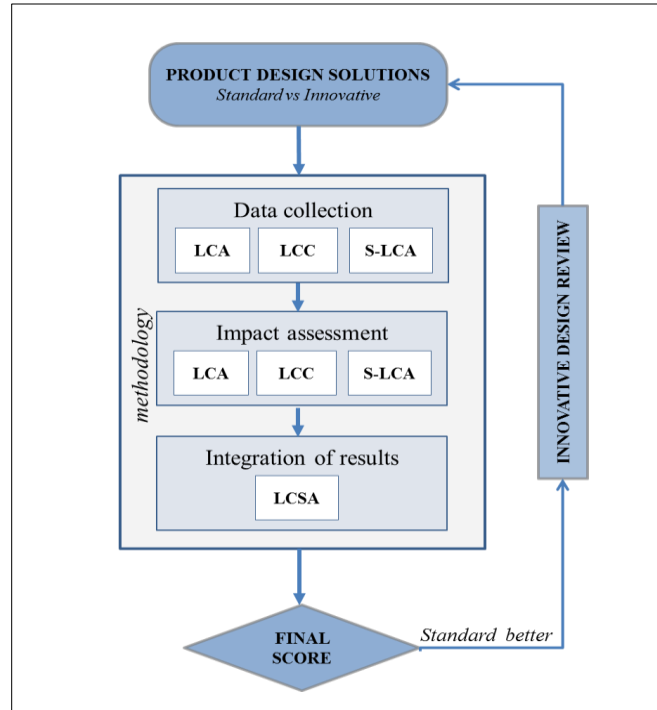 PRODUCT DESIGN SOLUTIONS
Standard vs Innovative
Data collection
LCA
LCC
S-LCA
methodology
Impact assessment
LCA
LCC
S-LCA
Integration of results
LCSA
FINAL
SCORE
Standard better
INNOVATIVE DESIGN REVIEW